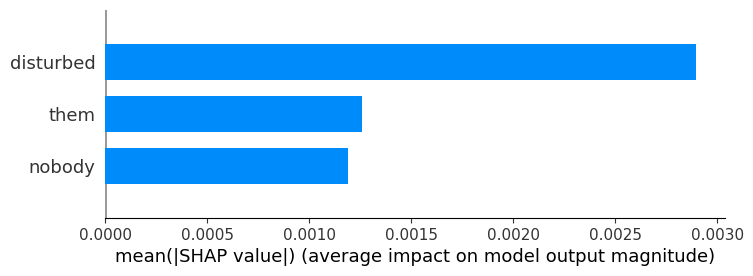 disturbed
them
nobody
0.0000 0.0005 0.0010 0.0015 0.0020 0.0025 0.0030
mean(|SHAP value|) (average impact on model output magnitude)